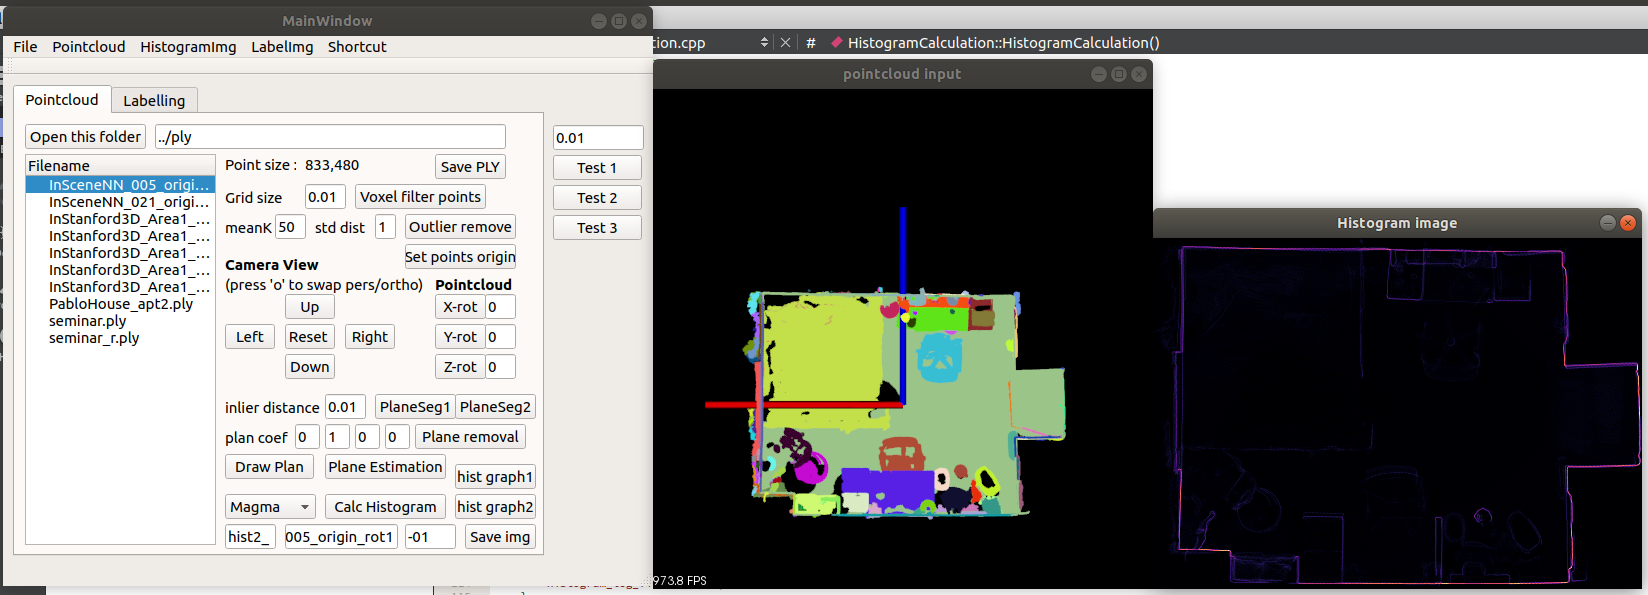 MainWindow
File Pointcloud HistogramImg LabelImg Shortcut
tion.cpp # HistogramCalculation::HistogramCalculation()
pointcloud input
Pointcloud Labelling
Open this folder ../ply 0.01
Filename Point size : 833,480 Save PLY Test 1
InSceneNN_005_origi...
InSceneNN_021_origi... Grid size 0.01 Voxel filter points Test 2
InStanford3D_Area1_...
InStanford3D_Area1_... meanK 50 std dist 1 Outlier remove Test 3
InStanford3D_Area1_... Set points origin
InStanford3D_Area1_... Camera View
InStanford3D_Area1_... (press 'o' to swap pers/ortho) Pointcloud
PabloHouse_apt2.ply Up X-rot 0
seminar.ply
seminar_r.ply Left Reset Right Y-rot 0
Down Z-rot 0
inlier distance 0.01 PlaneSeg1 PlaneSeg2
plan coef 0 1 0 0 Plane removal
Draw Plan Plane Estimation hist graph1
Magma Calc Histogram hist graph2
hist2_ 005_origin_rot1 -01 Save img
973.8 FPS
Histogram image